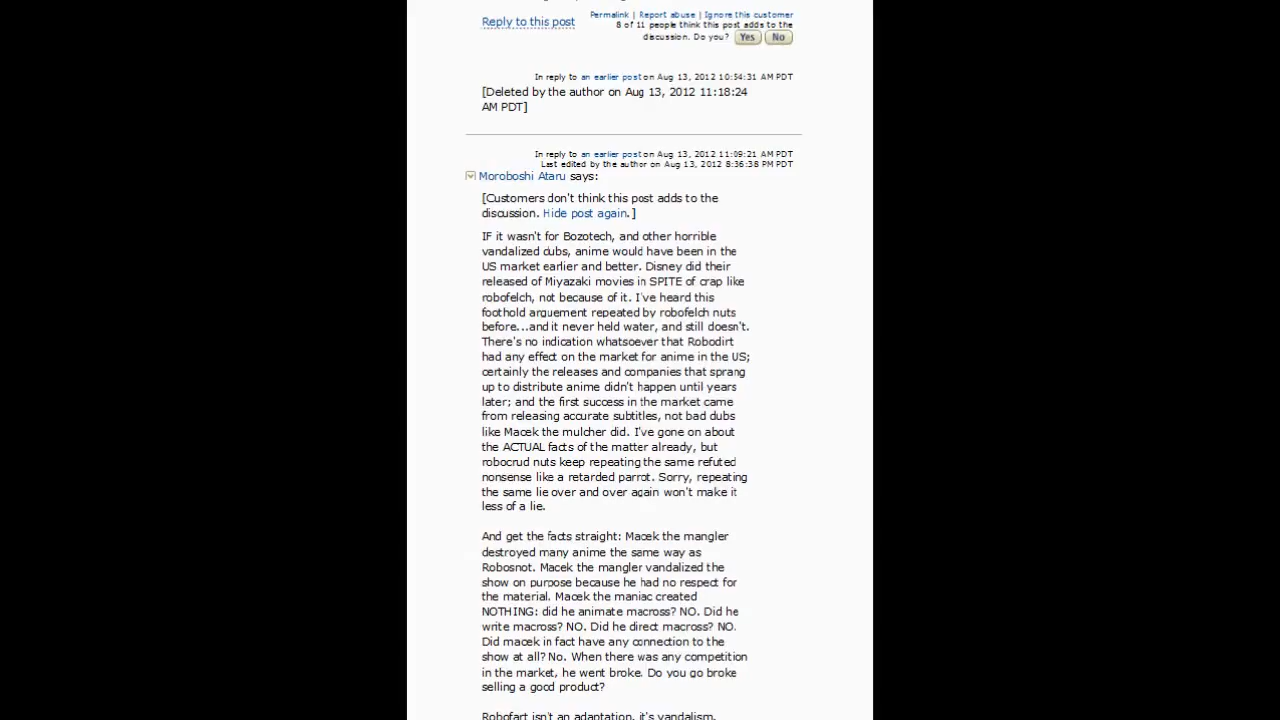 Reply to this post
Permalink | Report abuse | Ignore this customer
8 of 11 people think this post adds to the
discussion. Do you? Yes No
In reply to an earlier post on Aug 13, 2012 10:54:31 AM PDT
[Deleted by the author on Aug 13, 2012 11:18:24
AM PDT]
In reply to an earlier post on Aug 13, 2012 11:09:21 AM PDT
Last edited by the author on Aug 13, 2012 8:36:38 PM PDT
Moroboshi Ataru says:
[Customers don't think this post adds to the
discussion. Hide post again.]
IF it wasn't for Bozotech, and other horrible
vandalized dubs, anime would have been in the
US market earlier and better. Disney did their
released of Miyazaki movies in SPITE of crap like
robofelch, not because of it. I've heard this
foothold arguement repeated by robofelch nuts
before...and it never held water, and still doesn't.
There's no indication whatsoever that Robodirt
had any effect on the market for anime in the US;
certainly the releases and companies that sprang
up to distribute anime didn't happen until years
later; and the first success in the market came
from releasing accurate subtitles, not bad dubs
like Macek the mulcher did. I've gone on about
the ACTUAL facts of the matter already, but
robocrud nuts keep repeating the same refuted
nonsense like a retarded parrot. Sorry, repeating
the same lie over and over again won't make it
less of a lie.
And get the facts straight: Macek the mangler
destroyed many anime the same way as
Robosnot. Macek the mangler vandalized the
show on purpose because he had no respect for
the material. Macek the maniac created
NOTHING: did he animate macross? NO. Did he
write macross? NO. Did he direct macross? NO.
Did macek in fact have any connection to the
show at all? No. When there was any competition
in the market, he went broke. Do you go broke
selling a good product?
Robofart isn't an adaptation, it's vandalism.